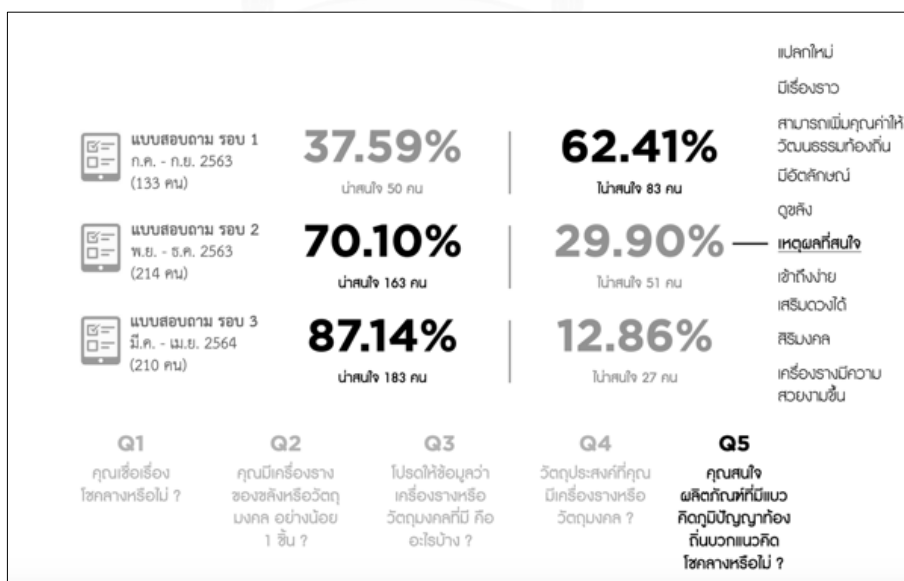 แบบสอบถาม รอบ 1
ก.ค. - ก.ย. 2563
(133 คน)
37.59%
น่าสนใจ 50 คน
62.41%
ไม่น่าสนใจ 83 คน
แบบสอบถาม รอบ 2
พ.ย. - ธ.ค. 2563
(214 คน)
70.10%
น่าสนใจ 163 คน
29.90%
ไม่น่าสนใจ 51 คน
แบบสอบถาม รอบ 3
มี.ค. - เม.ย. 2564
(210 คน)
87.14%
น่าสนใจ 183 คน
12.86%
ไม่น่าสนใจ 27 คน
แปลกใหม่
มีเรื่องราว
สามารถเพิ่มคุณค่าให้
วัฒนธรรมท้องถิ่น
มีอัตลักษณ์
ดูขลัง
เหตุผลที่สนใจ
เข้าถึงง่าย
เสริมดวงได้
สิริมงคล
เครื่องรางมีความ
สวยงามขึ้น
Q1
คุณเชื่อเรื่อง
โชคลางหรือไม่ ?
Q2
คุณมีเครื่องราง
ของขลังหรือวัตถุ
มงคล อย่างน้อย
1 ชิ้น ?
Q3
โปรดให้ข้อมูลว่า
เครื่องรางหรือ
วัตถุมงคลที่มี คือ
อะไรบ้าง ?
Q4
วัตถุประสงค์ที่คุณ
มีเครื่องรางหรือ
วัตถุมงคล ?
Q5
คุณสนใจ
ผลิตภัณฑ์ที่มีแนว
คิดภูมิปัญญาท้อง
ถิ่นบวกแนวคิด
โชคลางหรือไม่ ?